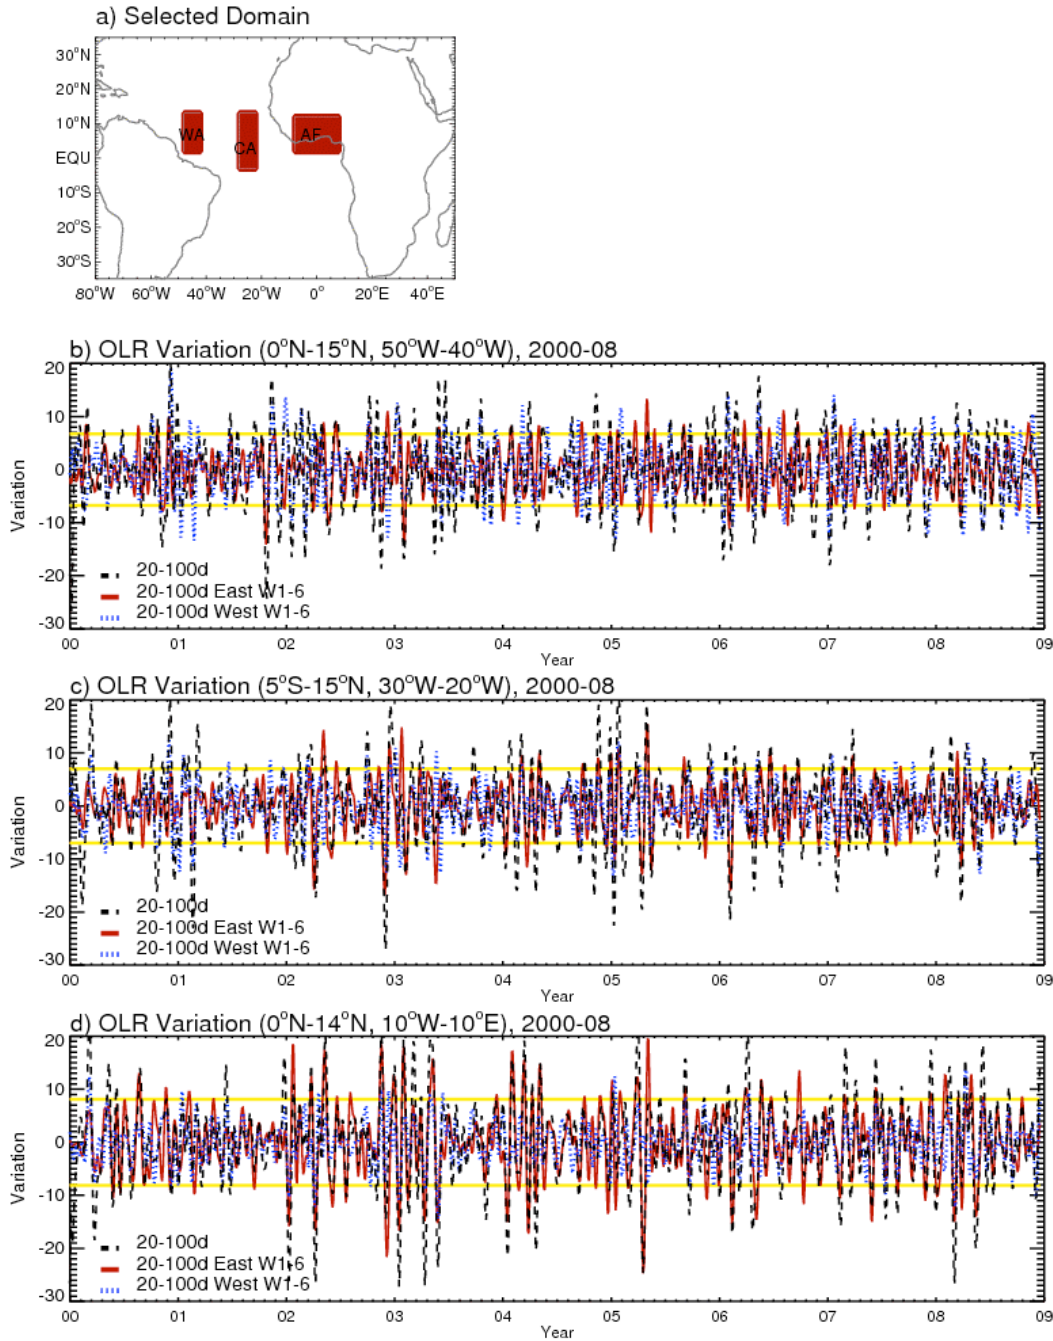 a) Selected Domain
30°N
20°N
10°N
EQU
10°S
20°S
30°S
WA
CA
AF
80°W 60°W 40°W 20°W 0° 20°E 40°E
b) OLR Variation (0°N-15°N, 50°W-40°W), 2000-08
20
10
0
-10
-20
-30
Variation
20-100d
20-100d East W1-6
20-100d West W1-6
00 01 02 03 04 05 06 07 08 09
Year
c) OLR Variation (5°S-15°N, 30°W-20°W), 2000-08
20
10
0
-10
-20
-30
Variation
20-100d
20-100d East W1-6
20-100d West W1-6
00 01 02 03 04 05 06 07 08 09
Year
d) OLR Variation (0°N-14°N, 10°W-10°E), 2000-08
20
10
0
-10
-20
-30
Variation
20-100d
20-100d East W1-6
20-100d West W1-6
00 01 02 03 04 05 06 07 08 09
Year